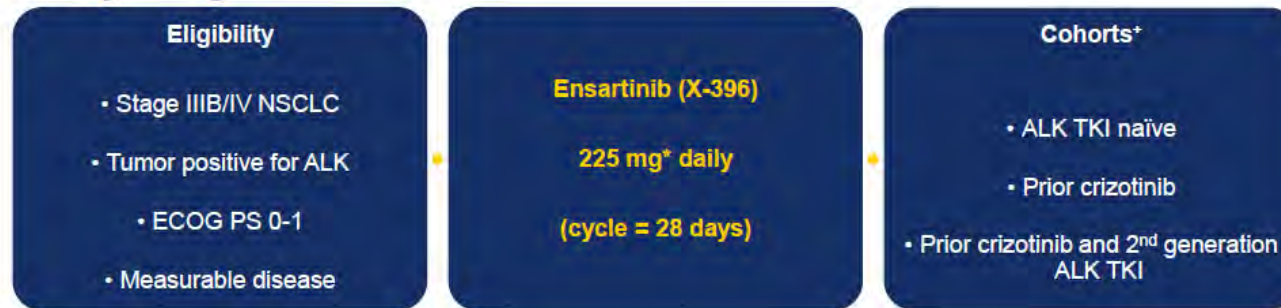 Eligibility
• Stage IIIB/IV NSCLC
• Tumor positive for ALK
• ECOG PS 0-1
• Measurable disease
Ensartinib (X-396)
225 mg* daily
(cycle = 28 days)
Cohorts⁺
• ALK TKI naïve
• Prior crizotinib
• Prior crizotinib and 2ⁿᵈ generation
ALK TKI